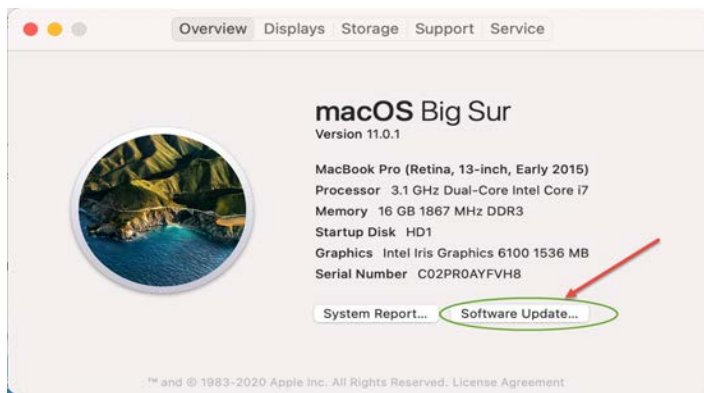 Overview Displays Storage Support Service
macOS Big Sur
Version 11.0.1
MacBook Pro (Retina, 13-inch, Early 2015)
Processor 3.1 GHz Dual-Core Intel Core i7
Memory 16 GB 1867 MHz DDR3
Startup Disk HD1
Graphics Intel Iris Graphics 6100 1536 MB
Serial Number C02PR0AYFVH8
System Report... Software Update...
™ and © 1983-2020 Apple Inc. All Rights Reserved. License Agreement